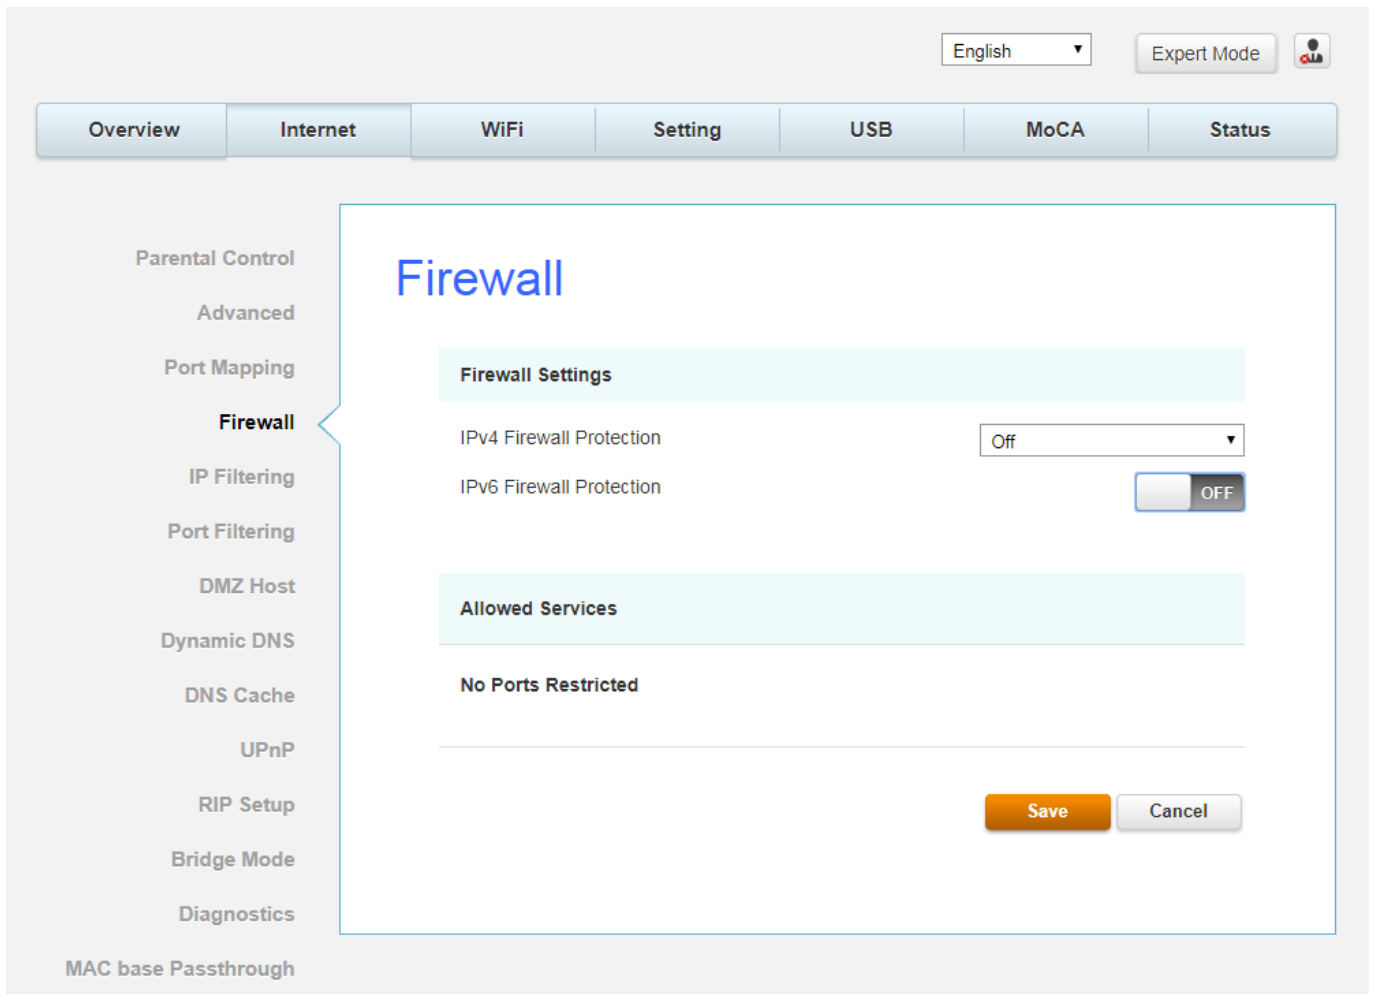 English
Expert Mode
Overview Internet WiFi Setting USB MoCA Status
Parental Control
Advanced
Port Mapping
Firewall
IP Filtering
Port Filtering
DMZ Host
Dynamic DNS
DNS Cache
UPnP
RIP Setup
Bridge Mode
Diagnostics
MAC base Passthrough
Firewall
Firewall Settings
IPv4 Firewall Protection Off
IPv6 Firewall Protection OFF
Allowed Services
No Ports Restricted
Save Cancel